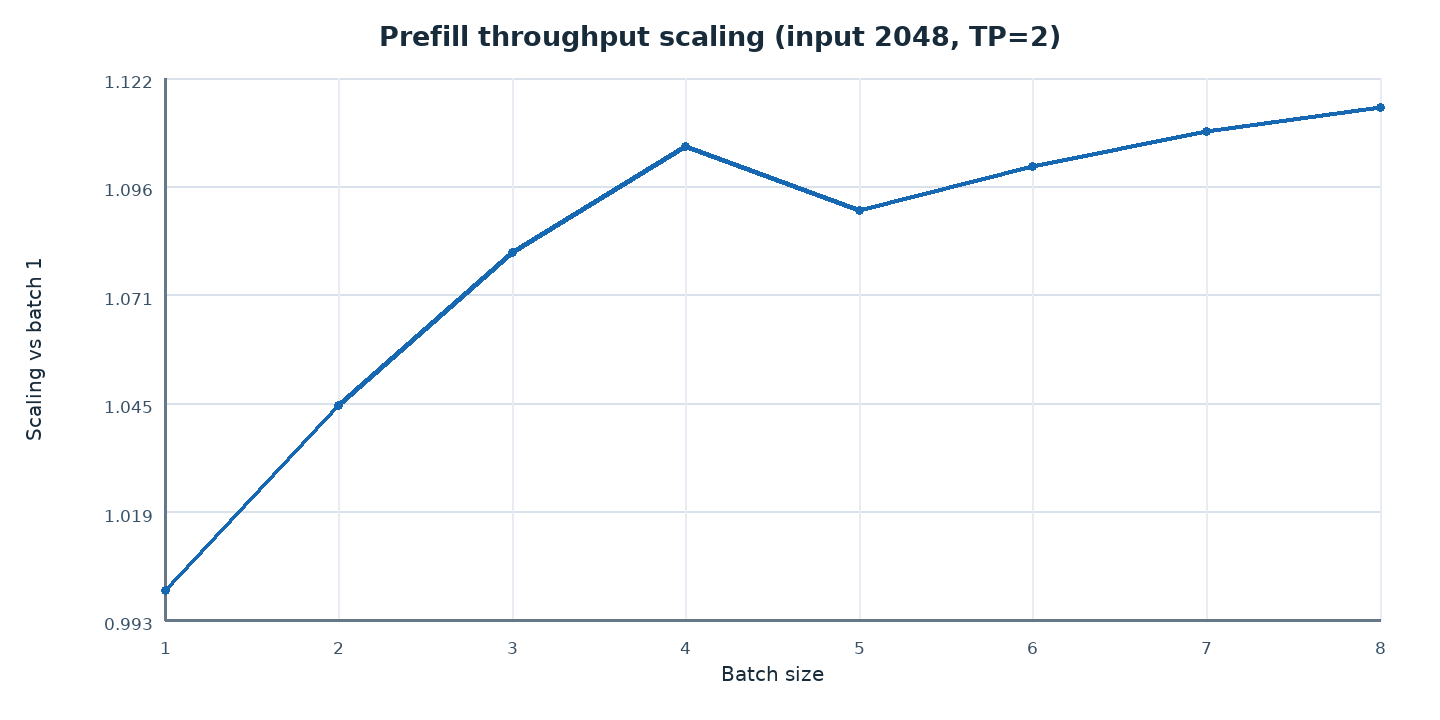 Prefill throughput scaling (input 2048, TP=2)
Scaling vs batch 1
1.122
1.096
1.071
1.045
1.019
0.993
1 2 3 4 5 6 7 8
Batch size